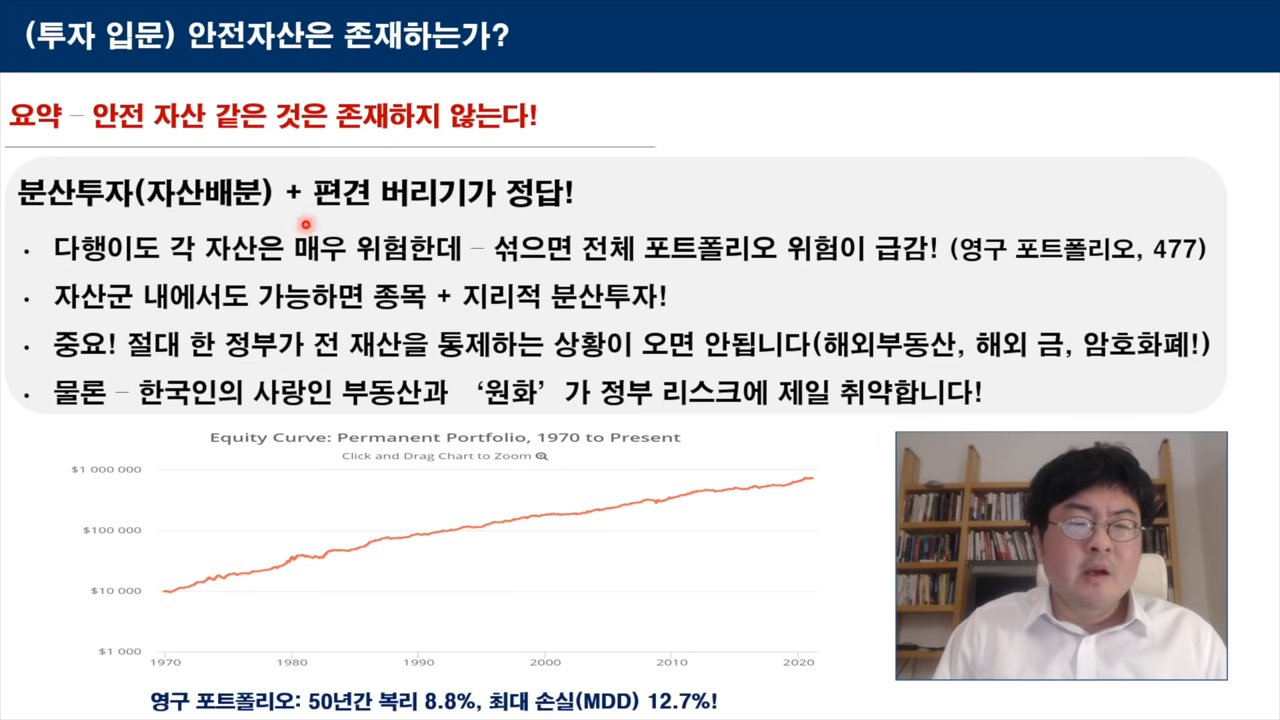 (투자 입문) 안전자산은 존재하는가?
요약 – 안전 자산 같은 것은 존재하지 않는다!
분산투자(자산배분) + 편견 버리기가 정답!
· 다행이도 각 자산은 매우 위험한데 – 섞으면 전체 포트폴리오 위험이 급감! (영구 포트폴리오, 477)
· 자산군 내에서도 가능하면 종목 + 지리적 분산투자!
· 중요! 절대 한 정부가 전 재산을 통제하는 상황이 오면 안됩니다(해외부동산, 해외 금, 암호화폐!)
· 물론 – 한국인의 사랑인 부동산과 ‘원화’가 정부 리스크에 제일 취약합니다!
Equity Curve: Permanent Portfolio, 1970 to Present
Click and Drag Chart to Zoom
$1 000 000
$100 000
$10 000
$1 000
1970 1980 1990 2000 2010 2020
영구 포트폴리오: 50년간 복리 8.8%, 최대 손실(MDD) 12.7%!